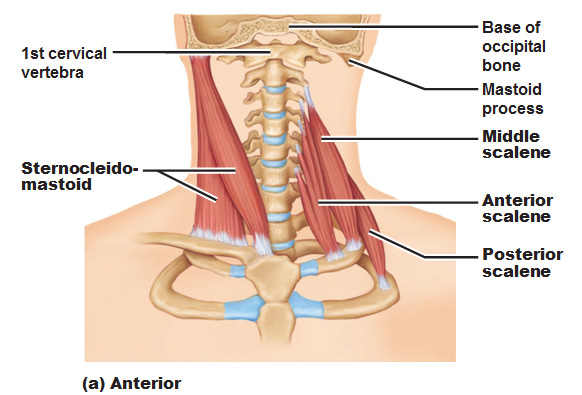 1st cervical
vertebra
Sternocleido-
mastoid
Base of
occipital
bone
Mastoid
process
Middle
scalene
Anterior
scalene
Posterior
scalene
(a) Anterior